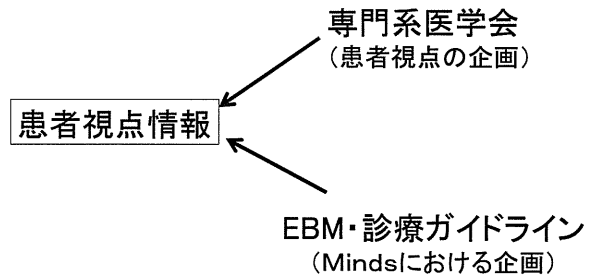 専門系医学会
（患者視点の企画）
患者視点情報
EBM・診療ガイドライン
（Mindsにおける企画）